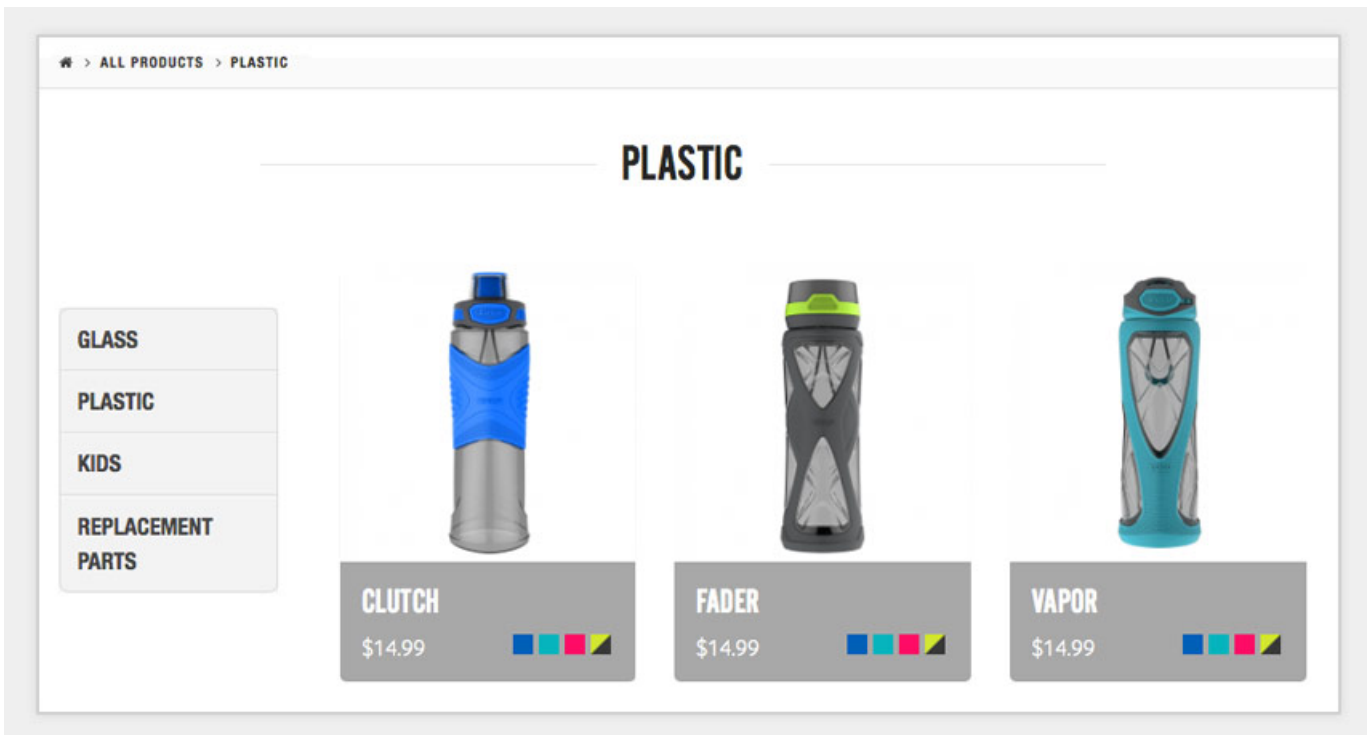 > ALL PRODUCTS > PLASTIC
PLASTIC
GLASS
PLASTIC
KIDS
REPLACEMENT
PARTS
CLUTCH
$14.99
FADER
$14.99
VAPOR
$14.99